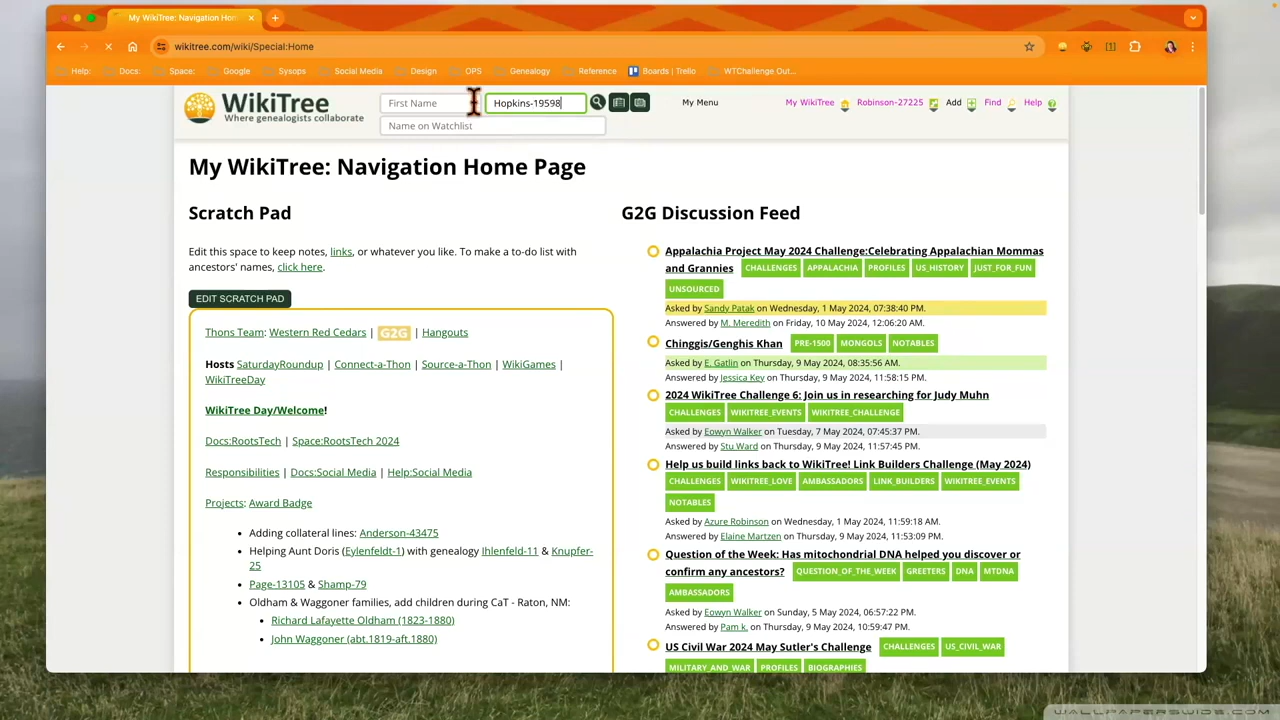 My WikiTree: Navigation Hom
wikitree.com/wiki/Special:Home
Help: Docs: Space: Google Sysops Social Media Design OPS Genealogy Reference Boards | Trello WTChallenge Out...
WikiTree
Where genealogists collaborate
First Name Hopkins-19598
Name on Watchlist
My Menu
My WikiTree Robinson-27225 Add Find Help
My WikiTree: Navigation Home Page
Scratch Pad
Edit this space to keep notes, links, or whatever you like. To make a to-do list with
ancestors' names, click here.
EDIT SCRATCH PAD
Thons Team: Western Red Cedars | G2G | Hangouts
Hosts SaturdayRoundup | Connect-a-Thon | Source-a-Thon | WikiGames |
WikiTreeDay
WikiTree Day/Welcome!
Docs:RootsTech | Space:RootsTech 2024
Responsibilities | Docs:Social Media | Help:Social Media
Projects: Award Badge
Adding collateral lines: Anderson-43475
Helping Aunt Doris (Eylenfeldt-1) with genealogy Ihlenfeld-11 & Knupfer-
25
Page-13105 & Shamp-79
Oldham & Waggoner families, add children during CaT - Raton, NM:
Richard Lafayette Oldham (1823-1880)
John Waggoner (abt.1819-aft.1880)
G2G Discussion Feed
Appalachia Project May 2024 Challenge:Celebrating Appalachian Mommas
and Grannies CHALLENGES APPALACHIA PROFILES US_HISTORY JUST_FOR_FUN
UNSOURCED
Asked by Sandy Patak on Wednesday, 1 May 2024, 07:38:40 PM.
Answered by M. Meredith on Friday, 10 May 2024, 12:06:20 AM.
Chinggis/Genghis Khan PRE-1500 MONGOLS NOTABLES
Asked by E. Gatlin on Thursday, 9 May 2024, 08:35:56 AM.
Answered by Jessica Key on Thursday, 9 May 2024, 11:58:15 PM.
2024 WikiTree Challenge 6: Join us in researching for Judy Muhn
CHALLENGES WIKITREE_EVENTS WIKITREE_CHALLENGE
Asked by Eowyn Walker on Tuesday, 7 May 2024, 07:45:37 PM.
Answered by Stu Ward on Thursday, 9 May 2024, 11:57:45 PM.
Help us build links back to WikiTree! Link Builders Challenge (May 2024)
CHALLENGES WIKITREE_LOVE AMBASSADORS LINK_BUILDERS WIKITREE_EVENTS
NOTABLES
Asked by Azure Robinson on Wednesday, 1 May 2024, 11:59:18 AM.
Answered by Elaine Martzen on Thursday, 9 May 2024, 11:53:09 PM.
Question of the Week: Has mitochondrial DNA helped you discover or
confirm any ancestors? QUESTION_OF_THE_WEEK GREETERS DNA MTDNA
AMBASSADORS
Asked by Eowyn Walker on Sunday, 5 May 2024, 06:57:22 PM.
Answered by Pam k. on Thursday, 9 May 2024, 10:59:47 PM.
US Civil War 2024 May Sutler's Challenge CHALLENGES US_CIVIL_WAR
MILITARY_AND_WAR PROFILES BIOGRAPHIES
WALLPAPERSWIDE.COM